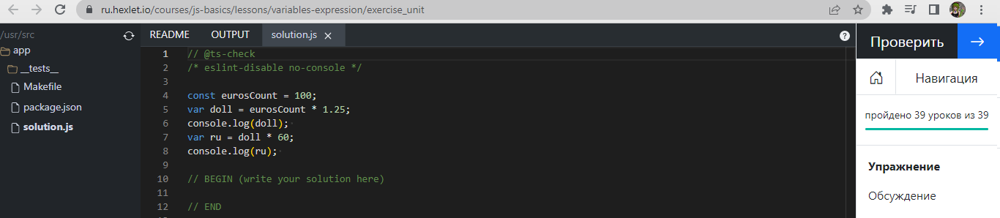 ru.hexlet.io/courses/js-basics/lessons/variables-expression/exercise_unit
/usr/src
app
__tests__
Makefile
package.json
solution.js
README OUTPUT solution.js
1 // @ts-check
2 /* eslint-disable no-console */
3
4 const eurosCount = 100;
5 var doll = eurosCount * 1.25;
6 console.log(doll);
7 var ru = doll * 60;
8 console.log(ru);
9
10 // BEGIN (write your solution here)
11
12 // END
Проверить
Навигация
пройдено 39 уроков из 39
Упражнение
Обсуждение